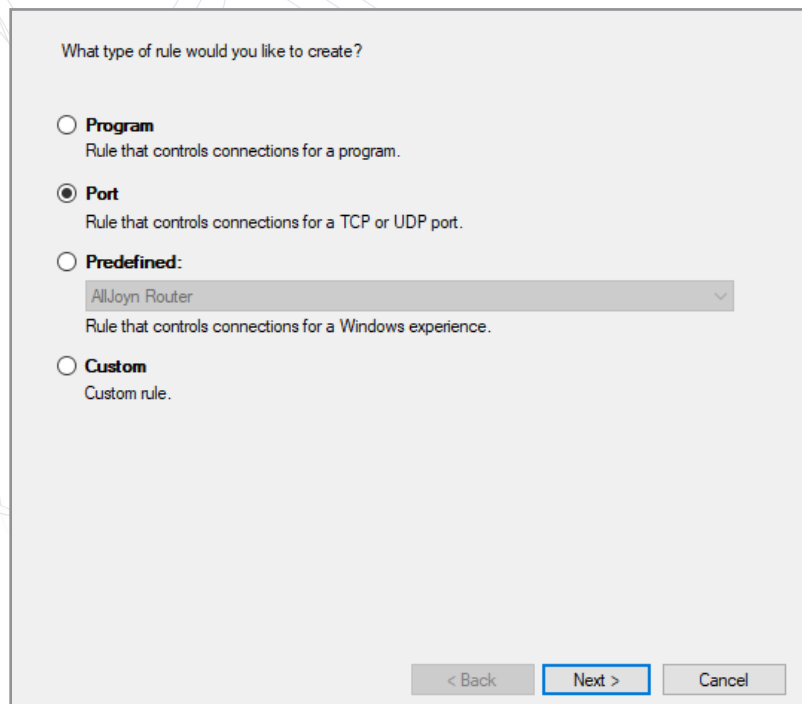 What type of rule would you like to create?
Program
Rule that controls connections for a program.
Port
Rule that controls connections for a TCP or UDP port.
Predefined:
AllJoyn Router
Rule that controls connections for a Windows experience.
Custom
Custom rule.
< Back Next > Cancel